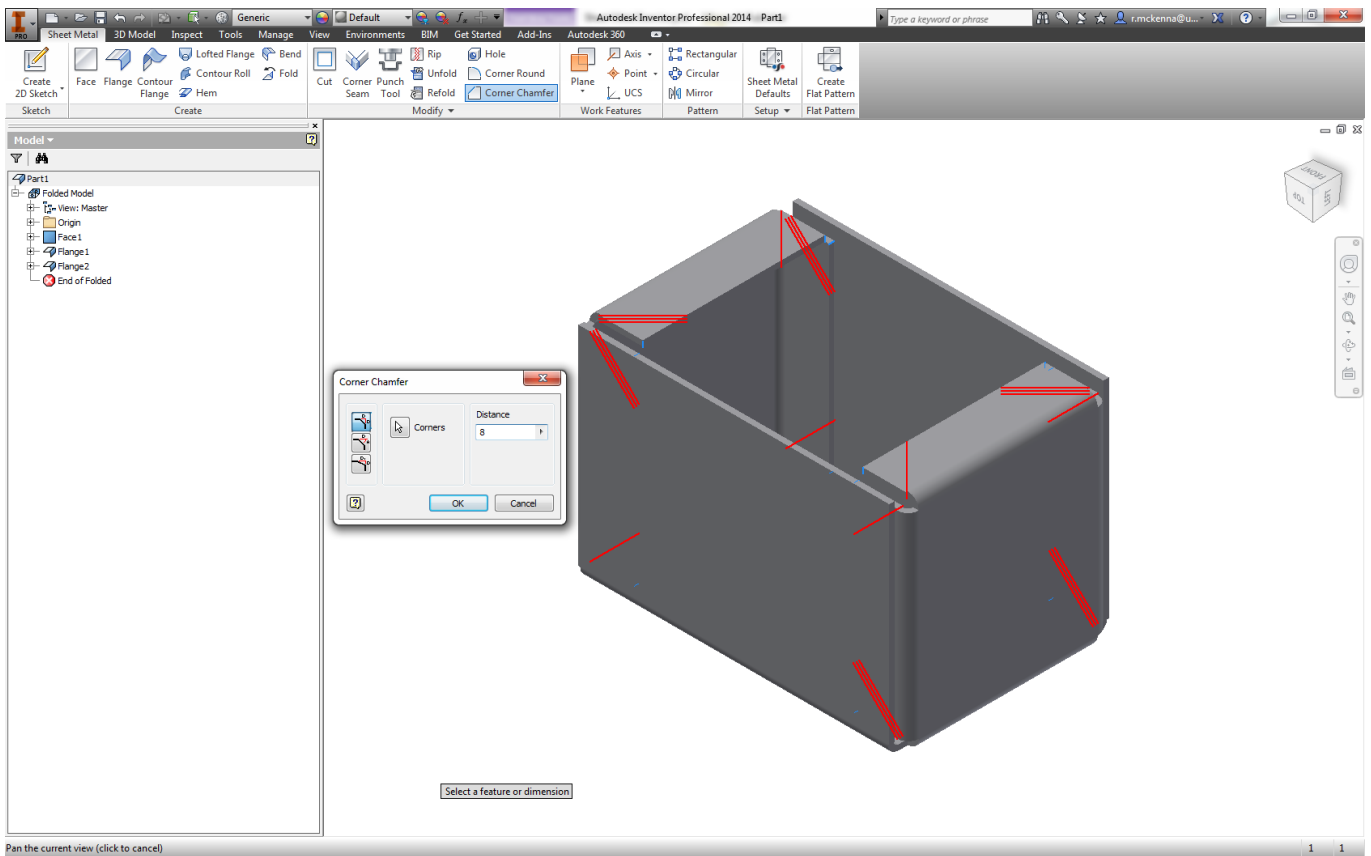 Generic
Default
Autodesk Inventor Professional 2014 Part1
Type a keyword or phrase
r.mckenna@u...
PRO
Sheet Metal 3D Model Inspect Tools Manage View Environments BIM Get Started Add-Ins Autodesk 360
Create
2D Sketch
Face
Flange
Contour
Flange
Lofted Flange
Contour Roll
Hem
Bend
Fold
Cut
Corner
Seam
Punch
Tool
Rip
Unfold
Refold
Hole
Corner Round
Corner Chamfer
Plane
Axis
Point
UCS
Rectangular
Circular
Mirror
Sheet Metal
Defaults
Create
Flat Pattern
Sketch Create Modify Work Features Pattern Setup Flat Pattern
Model
Part1
Folded Model
View: Master
Origin
Face1
Flange1
Flange2
End of Folded
FRONT
TOP
Corner Chamfer
Corners
Distance
8
OK
Cancel
Select a feature or dimension
Pan the current view (click to cancel)
1 1